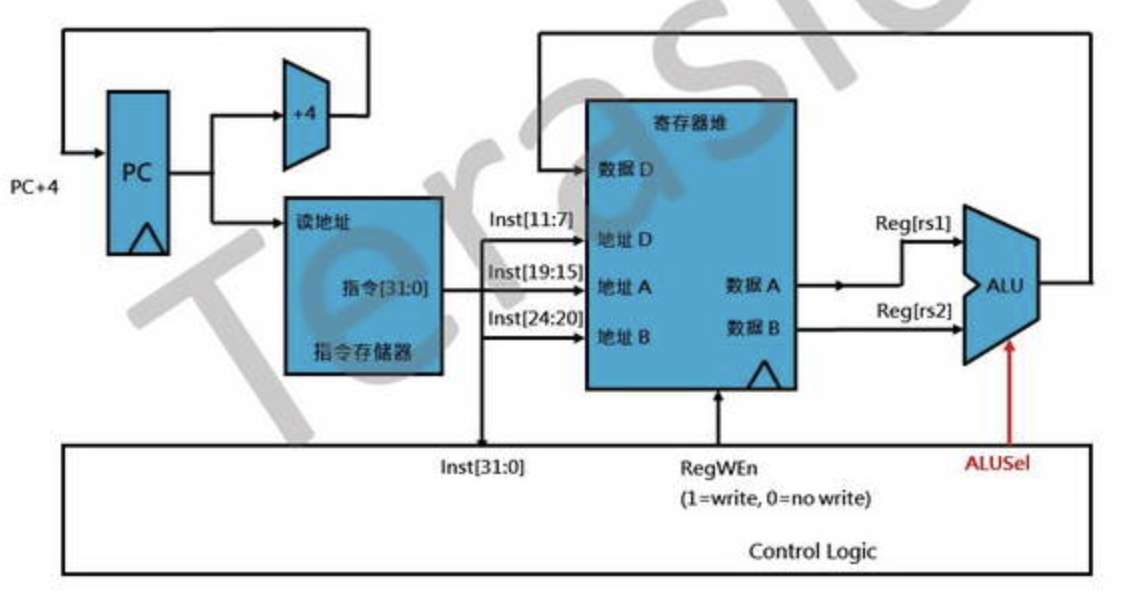 PC+4
PC
+4
读地址
指令[31:0]
指令存储器
寄存器堆
数据 D
Inst[11:7]
地址 D
Inst[19:15]
地址 A
Inst[24:20]
地址 B
数据 A
数据 B
Reg[rs1]
Reg[rs2]
ALU
Inst[31:0]
RegWEn
(1=write, 0=no write)
ALUSel
Control Logic
Terasic